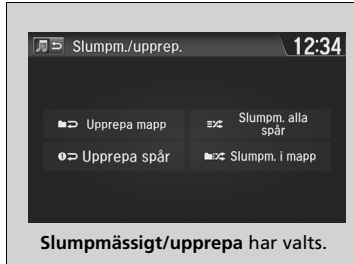 Slumpm./upprep.
12:34
Upprepa mapp
Slumpm. alla
spår
Upprepa spår
Slumpm. i mapp
Slumpmässigt/upprepa har valts.